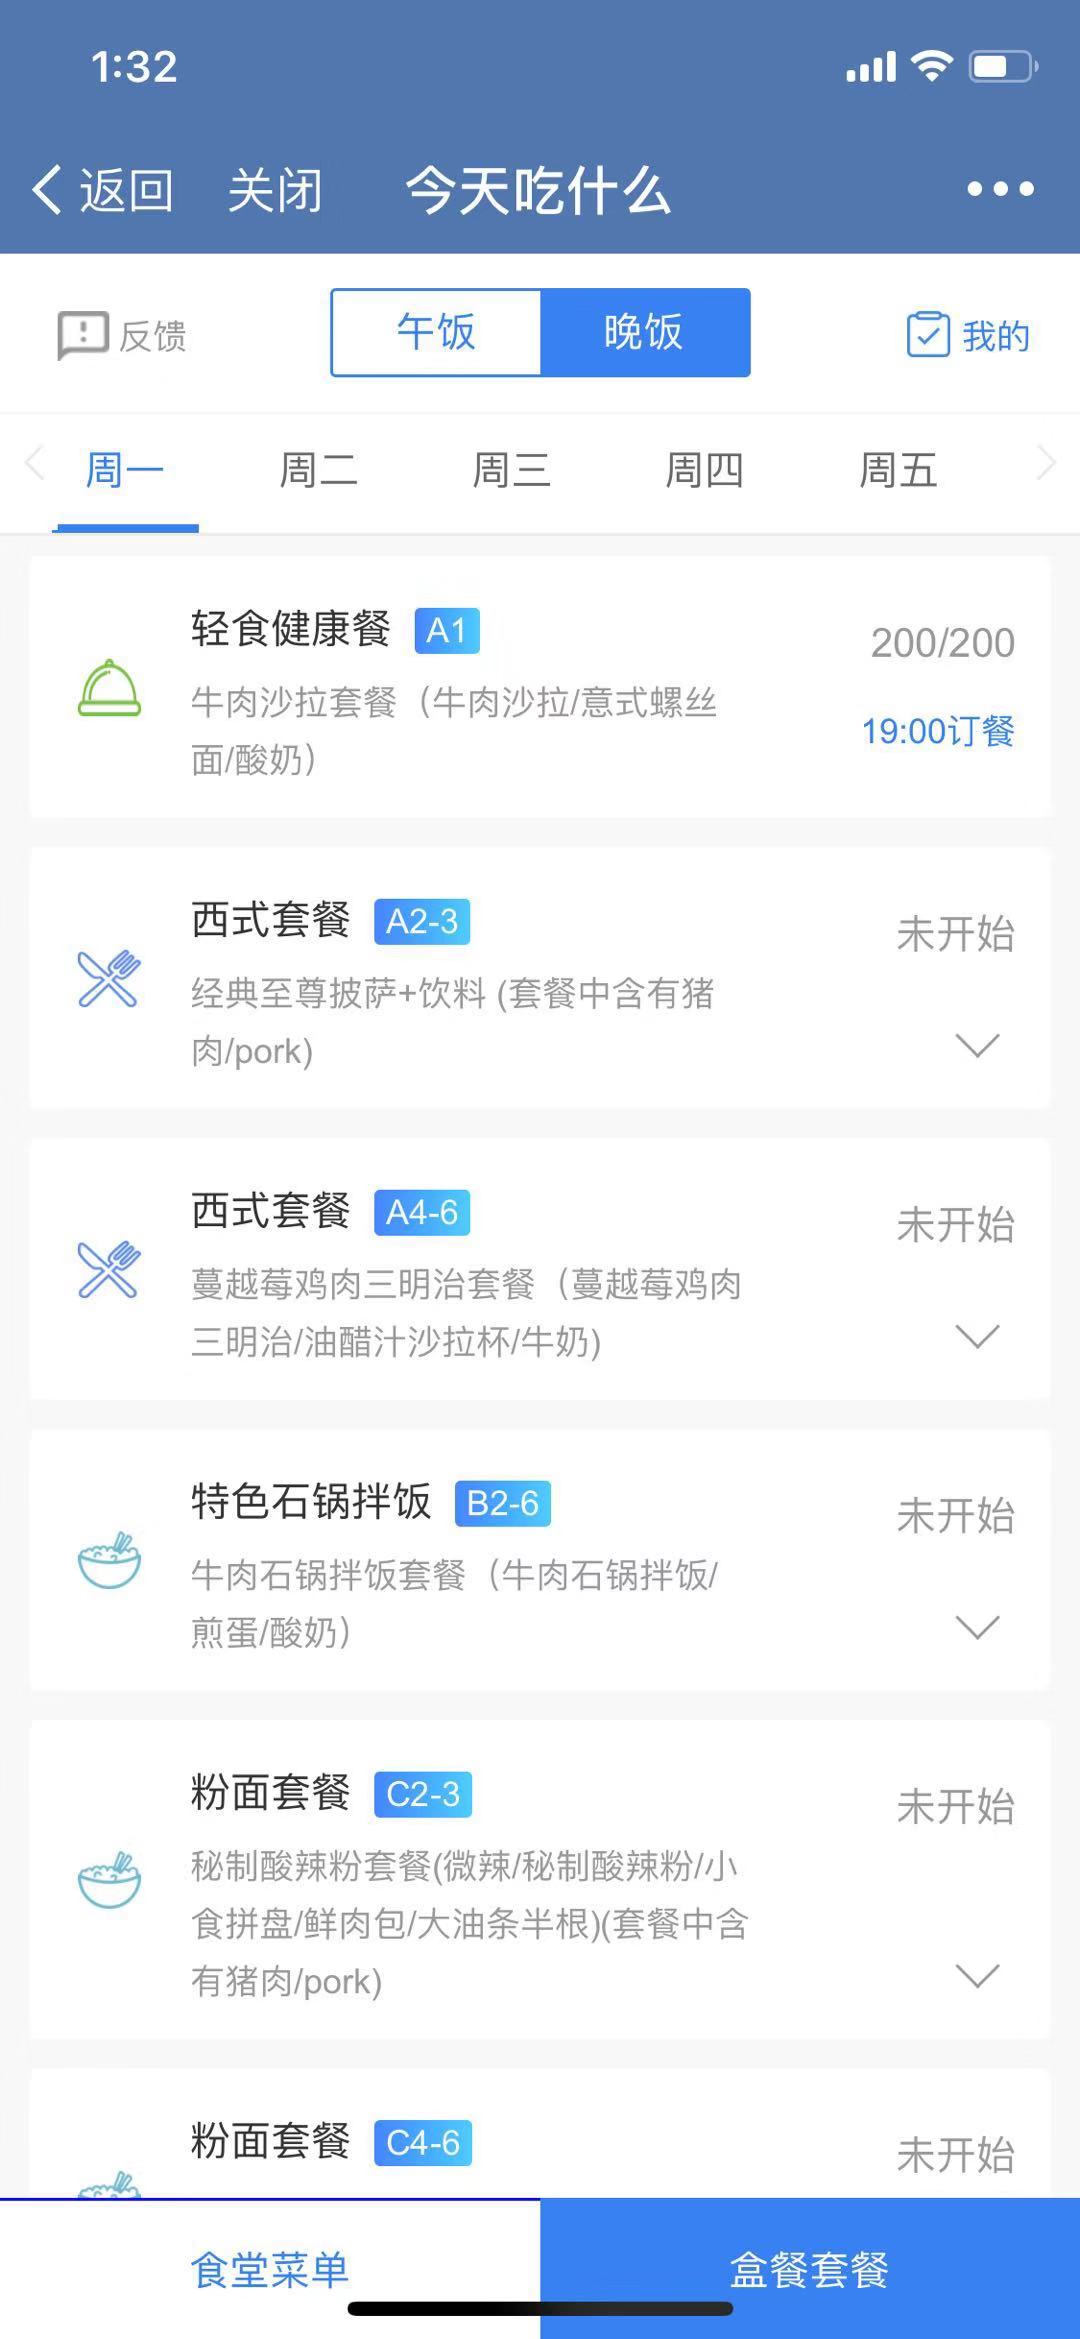 1:32
返回 关闭 今天吃什么
反馈 午饭 晚饭 我的
周一 周二 周三 周四 周五
轻食健康餐 A1 200/200
牛肉沙拉套餐（牛肉沙拉/意式螺丝
面/酸奶）
19:00订餐
西式套餐 A2-3 未开始
经典至尊披萨+饮料 (套餐中含有猪
肉/pork)
西式套餐 A4-6 未开始
蔓越莓鸡肉三明治套餐（蔓越莓鸡肉
三明治/油醋汁沙拉杯/牛奶)
特色石锅拌饭 B2-6 未开始
牛肉石锅拌饭套餐（牛肉石锅拌饭/
煎蛋/酸奶）
粉面套餐 C2-3 未开始
秘制酸辣粉套餐(微辣/秘制酸辣粉/小
食拼盘/鲜肉包/大油条半根)(套餐中含
有猪肉/pork)
粉面套餐 C4-6 未开始
食堂菜单 盒餐套餐